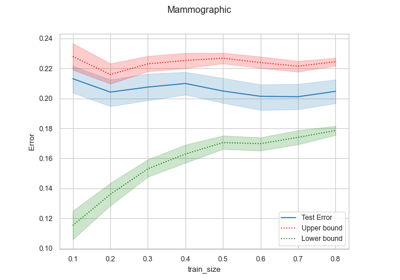 Mammographic
0.24
0.22
0.20
0.18
0.16
0.14
0.12
0.10
Error
0.1 0.2 0.3 0.4 0.5 0.6 0.7 0.8
train_size
Test Error
Upper bound
Lower bound